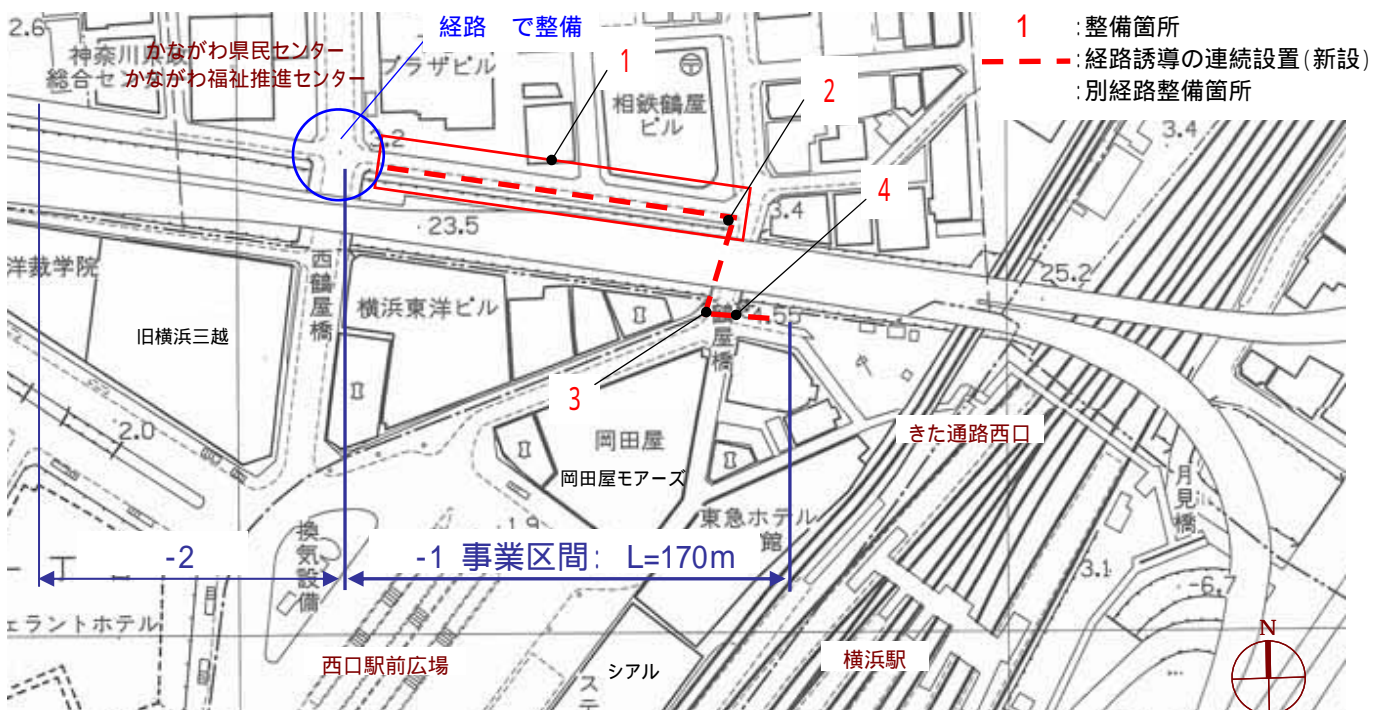 2.6
神奈川県
総合セン
かながわ県民センター
かながわ福祉推進センター
経路 で整備
プラザビル
1
相鉄鶴屋
ビル
2
4
1 :整備箇所
:経路誘導の連続設置(新設)
:別経路整備箇所
3.2
3.4
3.4
23.5
25.2
洋裁学院
旧横浜三越
西鶴屋橋
横浜東洋ビル
鶴屋橋
3
岡田屋
岡田屋モアーズ
きた通路西口
月見橋
2.0
1.9
東急ホテル
館
-2
-1 事業区間: L=170m
換気設備
3.1
-6.7
ェラントホテル
西口駅前広場
シアル
ステ
横浜駅
N